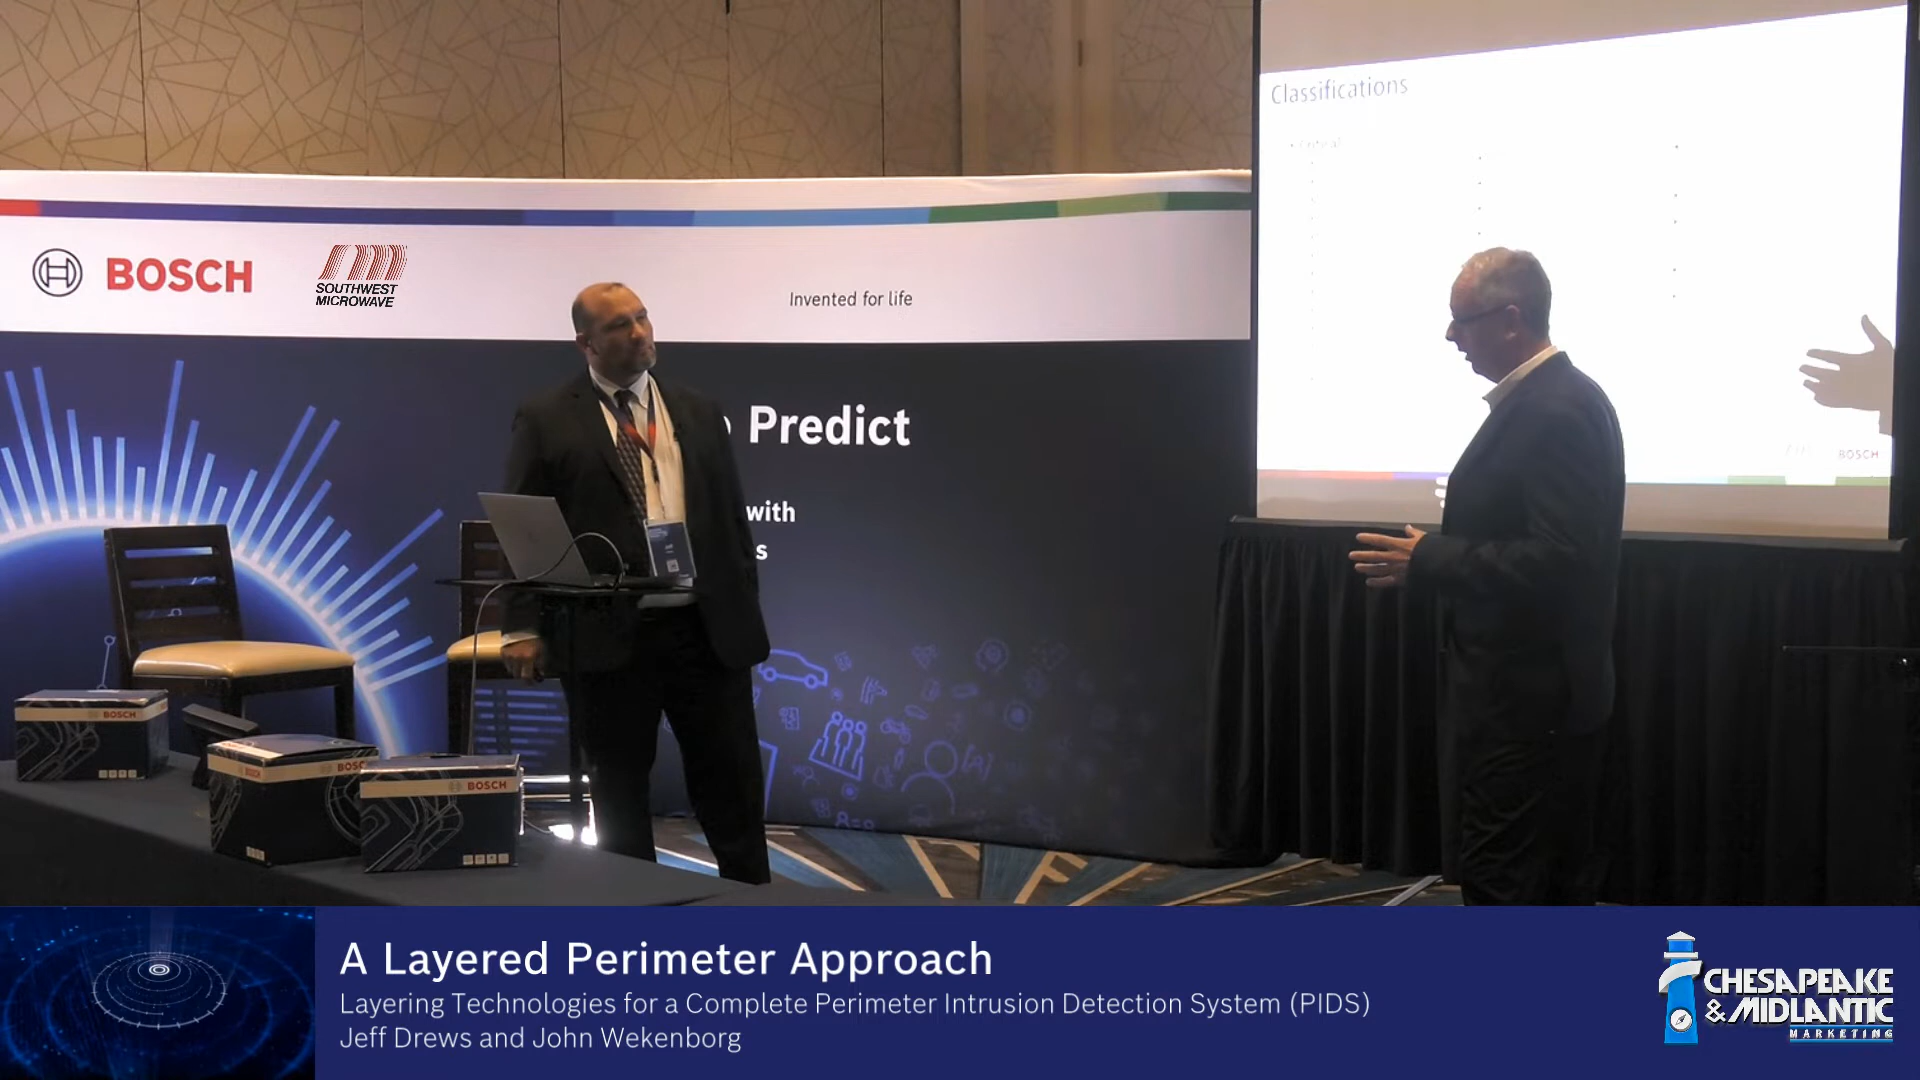 Classifications
BOSCH
SOUTHWEST
MICROWAVE
Invented for life
Predict
with
s
BOSCH
BOSCH
BOSC
BOSCH
BOSCH
A Layered Perimeter Approach
Layering Technologies for a Complete Perimeter Intrusion Detection System (PIDS)
Jeff Drews and John Wekenborg
CHESAPEAKE
& MIDLANTIC
MARKETING